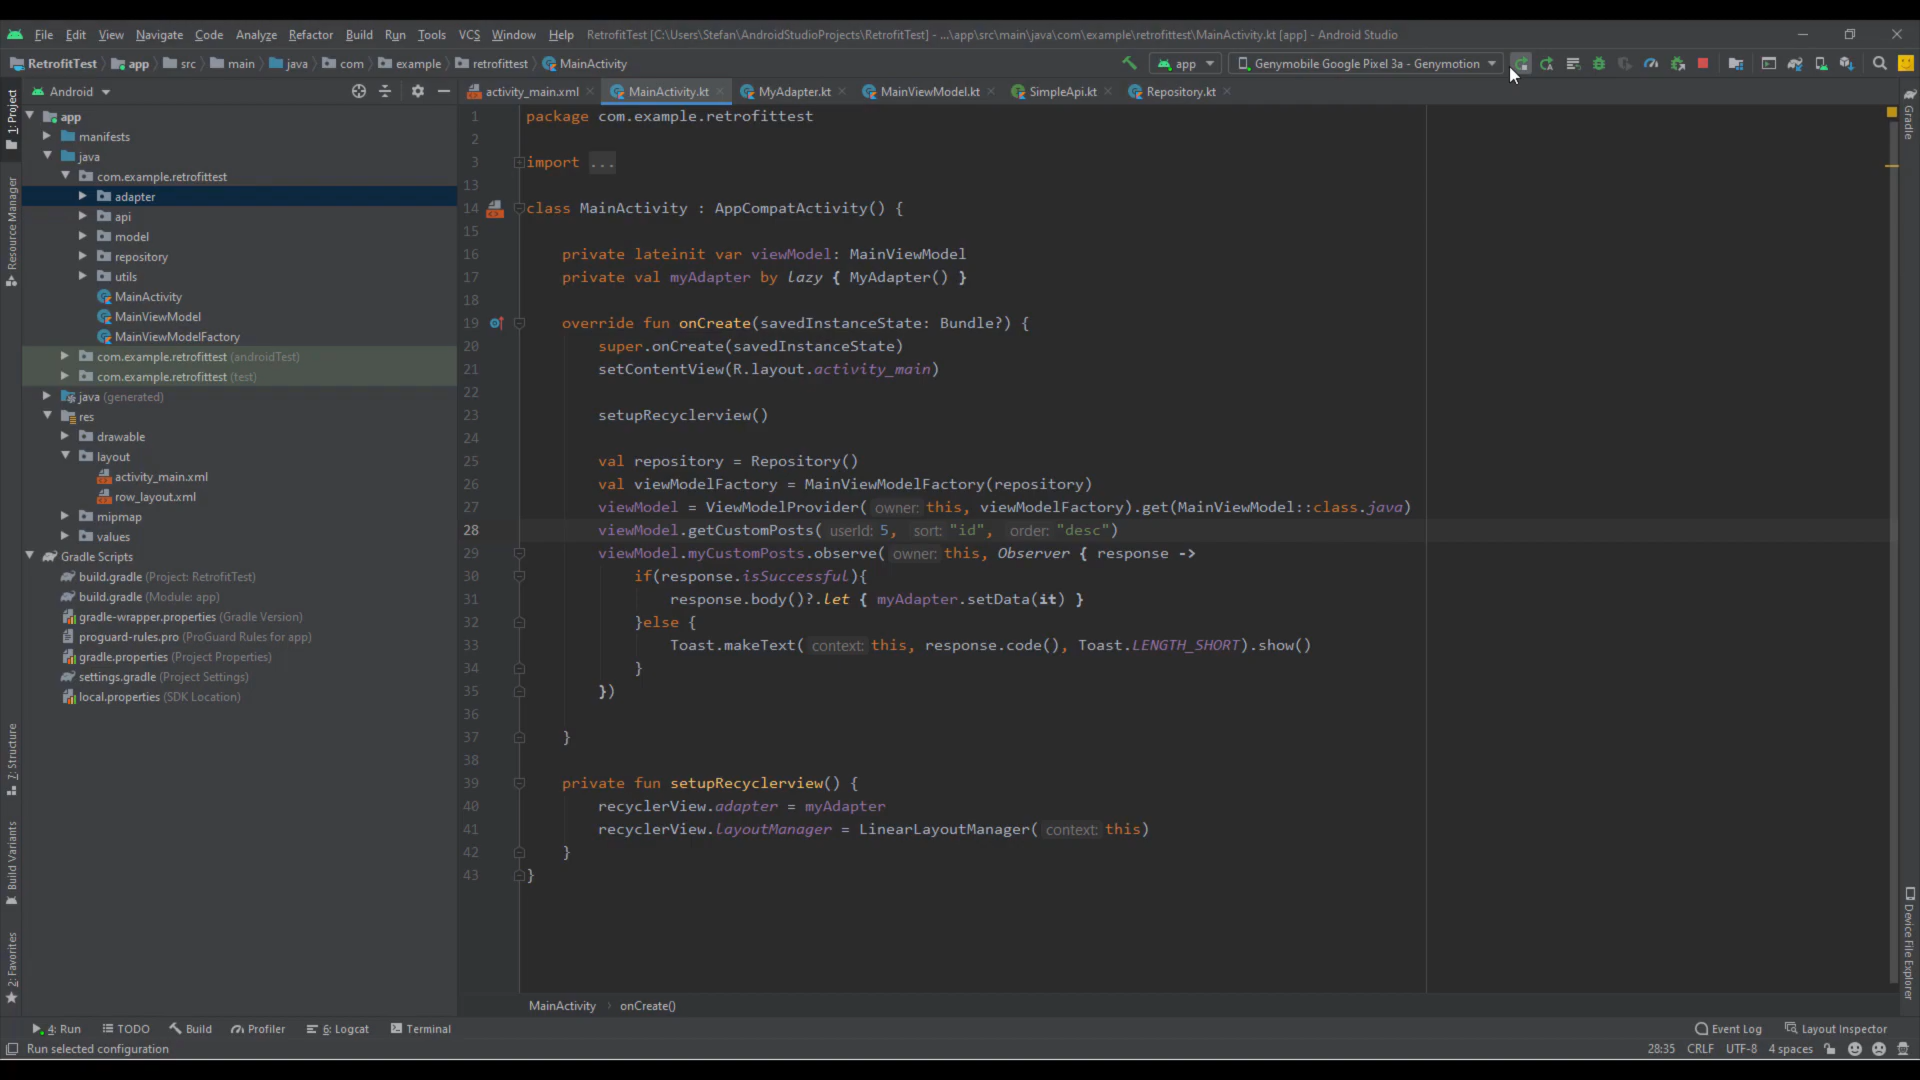 File Edit View Navigate Code Analyze Refactor Build Run Tools VCS Window Help RetrofitTest [C:\Users\Stefan\AndroidStudioProjects\RetrofitTest] - ...\app\src\main\java\com\example\retrofittest\MainActivity.kt [app] - Android Studio
RetrofitTest app src main java com example retrofittest MainActivity app Genymobile Google Pixel 3a - Genymotion
Android activity_main.xml MainActivity.kt MyAdapter.kt MainViewModel.kt SimpleApi.kt Repository.kt
1: Project
Resource Manager
7: Structure
Build Variants
2: Favorites
app
manifests
java
com.example.retrofittest
adapter
api
model
repository
utils
MainActivity
MainViewModel
MainViewModelFactory
com.example.retrofittest (androidTest)
com.example.retrofittest (test)
java (generated)
res
drawable
layout
activity_main.xml
row_layout.xml
mipmap
values
Gradle Scripts
build.gradle (Project: RetrofitTest)
build.gradle (Module: app)
gradle-wrapper.properties (Gradle Version)
proguard-rules.pro (ProGuard Rules for app)
gradle.properties (Project Properties)
settings.gradle (Project Settings)
local.properties (SDK Location)
1 package com.example.retrofittest
2
3 import ...
13
14 class MainActivity : AppCompatActivity() {
15
16 private lateinit var viewModel: MainViewModel
17 private val myAdapter by lazy { MyAdapter() }
18
19 override fun onCreate(savedInstanceState: Bundle?) {
20 super.onCreate(savedInstanceState)
21 setContentView(R.layout.activity_main)
22
23 setupRecyclerview()
24
25 val repository = Repository()
26 val viewModelFactory = MainViewModelFactory(repository)
27 viewModel = ViewModelProvider( owner: this, viewModelFactory).get(MainViewModel::class.java)
28 viewModel.getCustomPosts( userId: 5, sort: "id", order: "desc")
29 viewModel.myCustomPosts.observe( owner: this, Observer { response ->
30 if(response.isSuccessful){
31 response.body()?.let { myAdapter.setData(it) }
32 }else {
33 Toast.makeText( context: this, response.code(), Toast.LENGTH_SHORT).show()
34 }
35 })
36
37 }
38
39 private fun setupRecyclerview() {
40 recyclerView.adapter = myAdapter
41 recyclerView.layoutManager = LinearLayoutManager( context: this)
42 }
43 }
Gradle
Device File Explorer
MainActivity › onCreate()
4: Run TODO Build Profiler 6: Logcat Terminal Event Log Layout Inspector
Run selected configuration 28:35 CRLF UTF-8 4 spaces